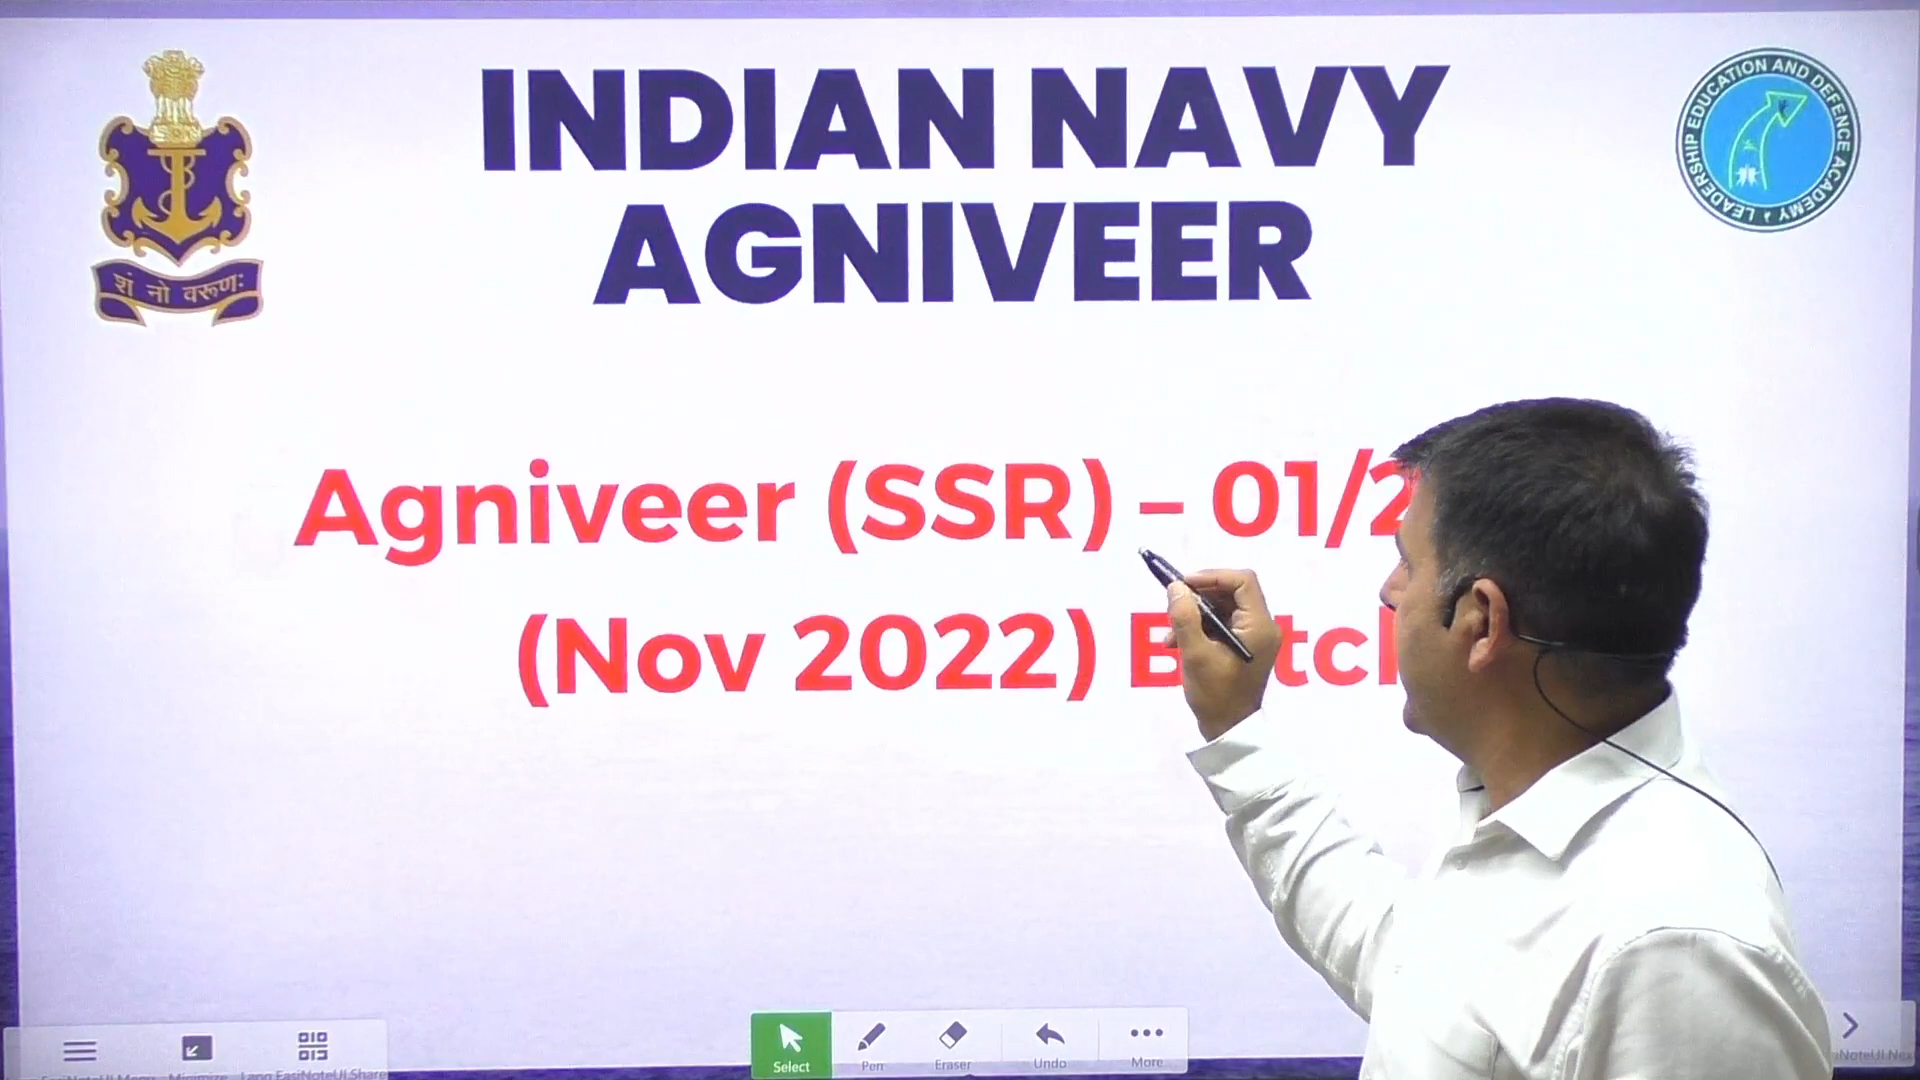 INDIAN NAVY
AGNIVEER
शं नो वरूणः
LEADERSHIP EDUCATION AND DEFENCE ACADEMY
Agniveer (SSR) – 01/2
(Nov 2022)
Select
Pen
Eraser
Undo
More